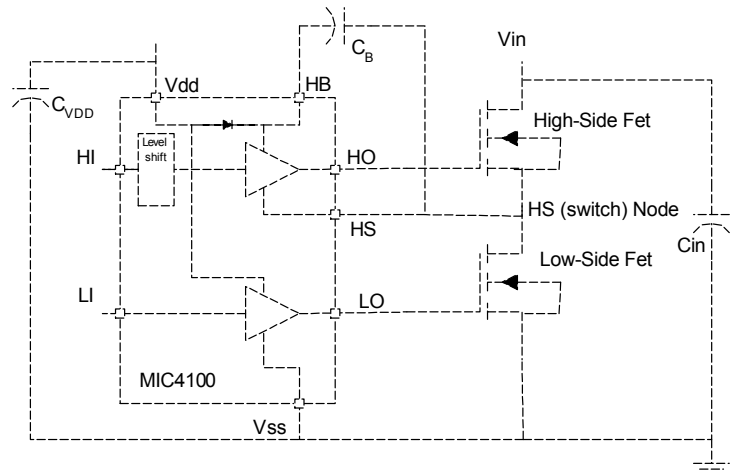 C_B
Vin
Vdd
HB
C_VDD
High-Side Fet
Level
shift
HI
HO
HS (switch) Node
HS
Cin
Low-Side Fet
LI
LO
MIC4100
Vss